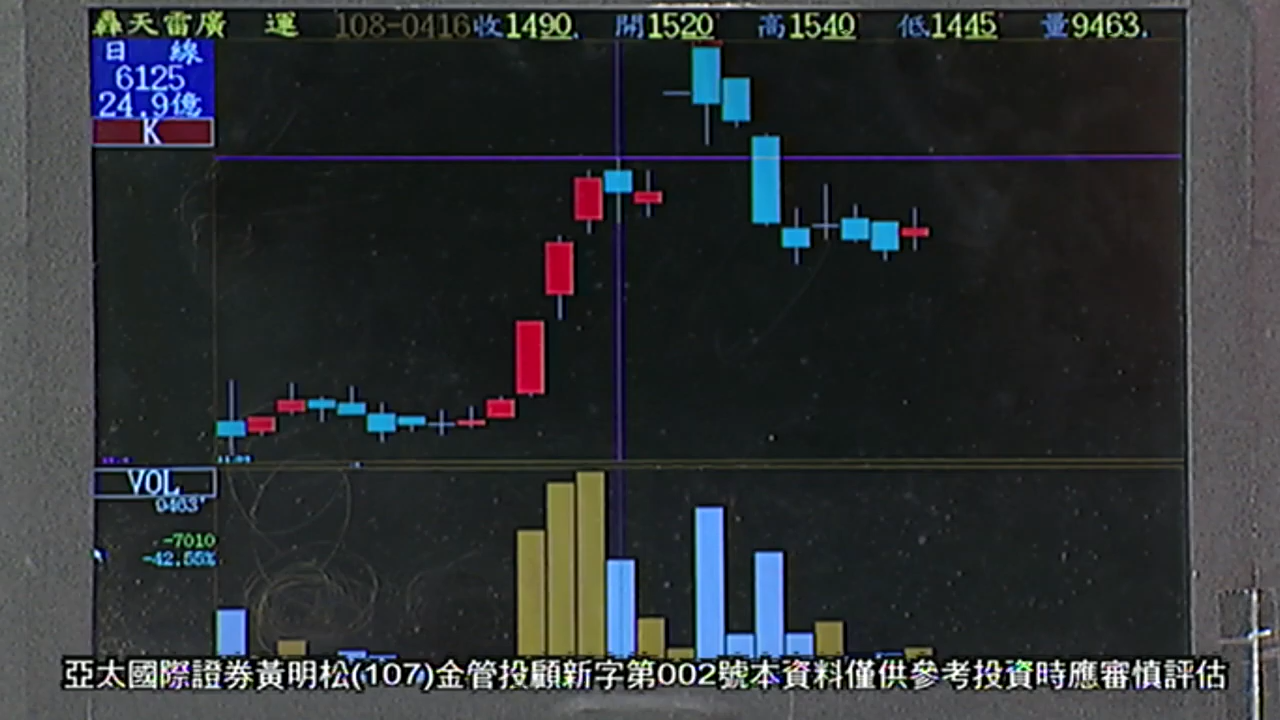 轟天雷廣 運 108-0416收1490. 開1520 高1540 低1445 量9463.
日 線
6125
24.9億
K
VOL
9463
-7010
-42.55%
亞太國際證券黃明松(107)金管投顧新字第002號本資料僅供參考投資時應審慎評估